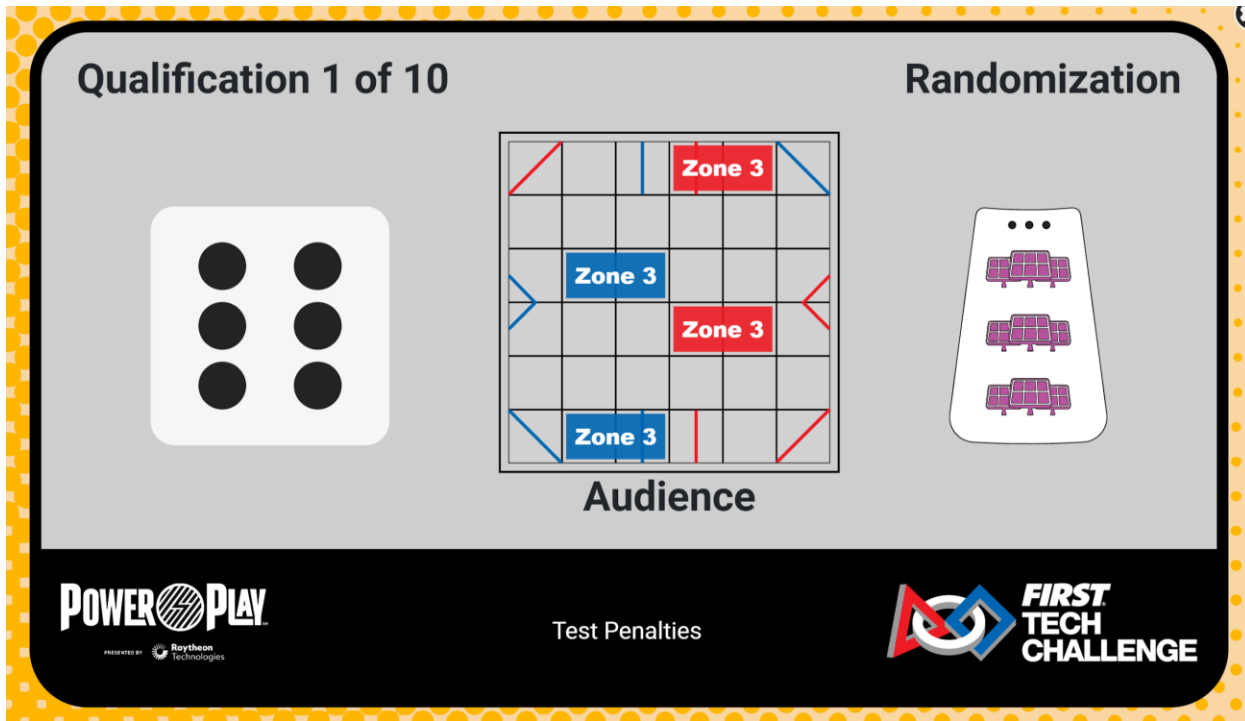 Qualification 1 of 10
Randomization
Zone 3
Zone 3
Zone 3
Zone 3
Audience
POWER PLAY
PRESENTED BY Raytheon
Technologies
Test Penalties
FIRST
TECH
CHALLENGE